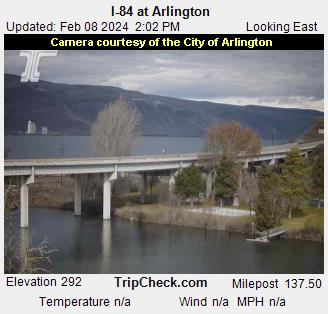 I-84 at Arlington
Updated: Feb 08 2024 2:02 PM Looking East
Camera courtesy of the City of Arlington
Elevation 292 TripCheck.com Milepost 137.50
Temperature n/a Wind n/a MPH n/a